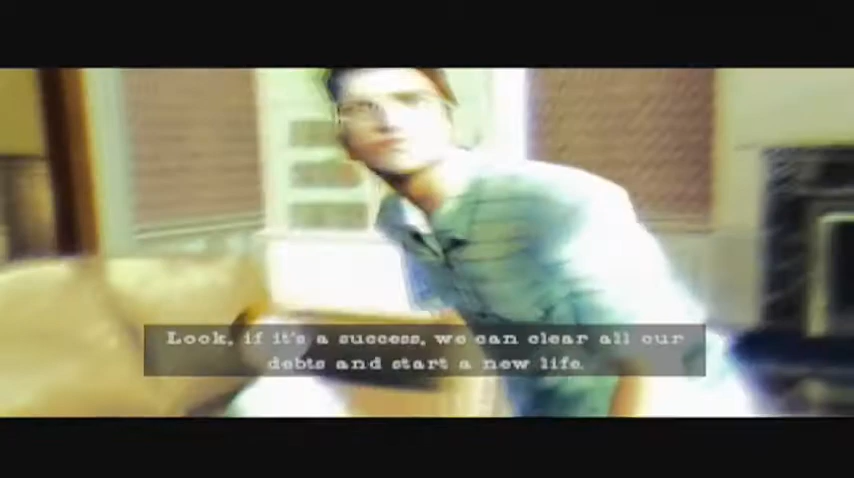 Look, if it's a success, we can clear all our
debts and start a new life.